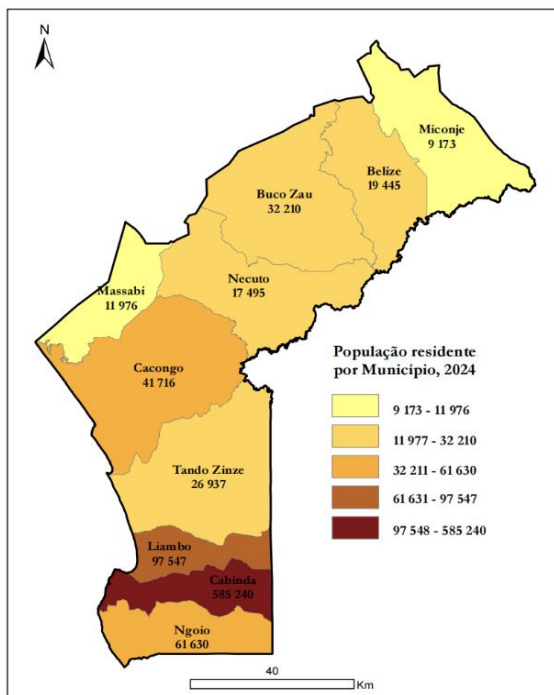 N
Miconje
9 173
Belize
19 445
Buco Zau
32 210
Necuto
17 495
Massabi
11 976
Cacongo
41 716
Tando Zinze
26 937
Liambo
97 547
Cabinda
585 240
Ngoio
61 630
População residente
por Município, 2024
9 173 - 11 976
11 977 - 32 210
32 211 - 61 630
61 631 - 97 547
97 548 - 585 240
40
Km